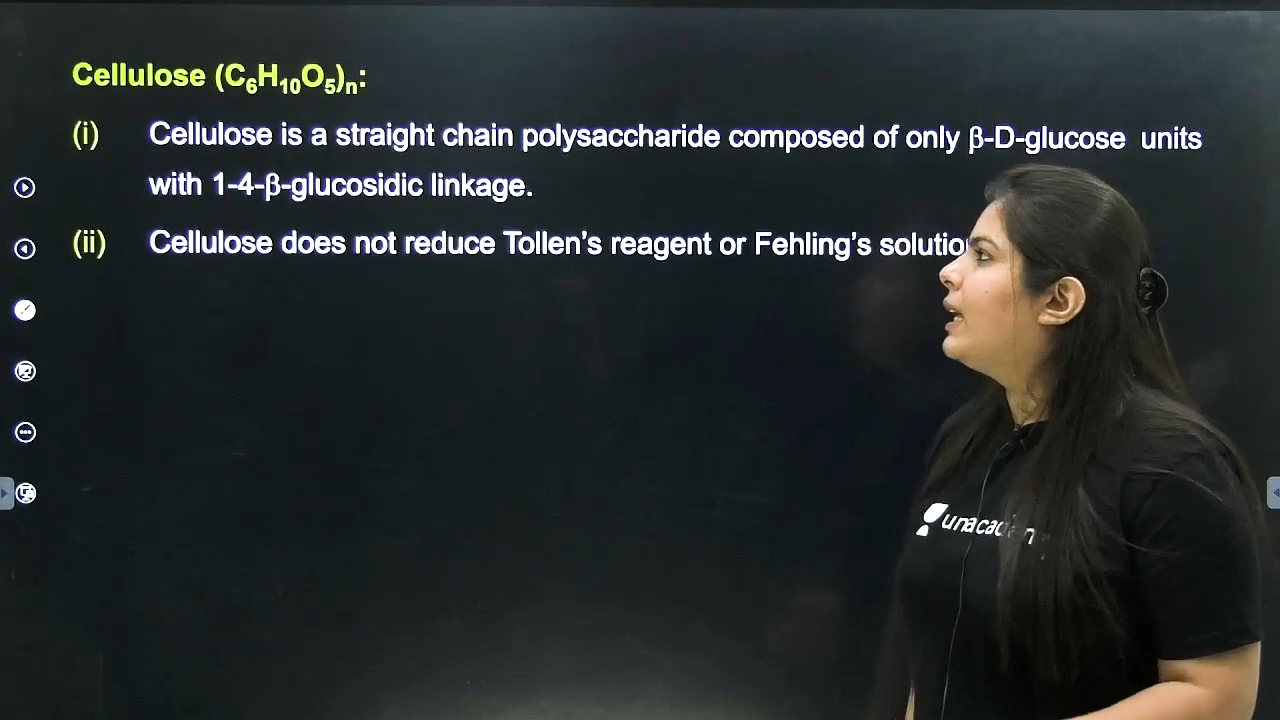 Cellulose (C₆H₁₀O₅)ₙ:
(i) Cellulose is a straight chain polysaccharide composed of only β-D-glucose units
with 1-4-β-glucosidic linkage.
(ii) Cellulose does not reduce Tollen's reagent or Fehling's